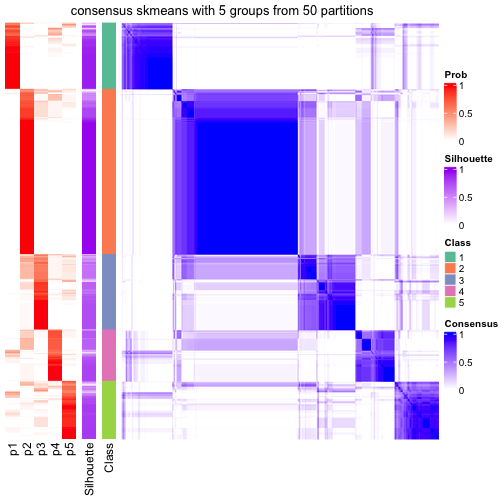 consensus skmeans with 5 groups from 50 partitions
Prob
1
0.5
0
Silhouette
1
0.5
0
Class
1
2
3
4
5
Consensus
1
0.5
0
p1
p2
p3
p4
p5
Silhouette
Class